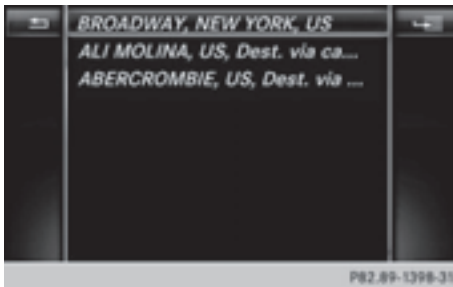 BROADWAY, NEW YORK, US
ALI MOLINA, US, Dest. via ca...
ABERCROMBIE, US, Dest. via ...
P82.89-1398-31